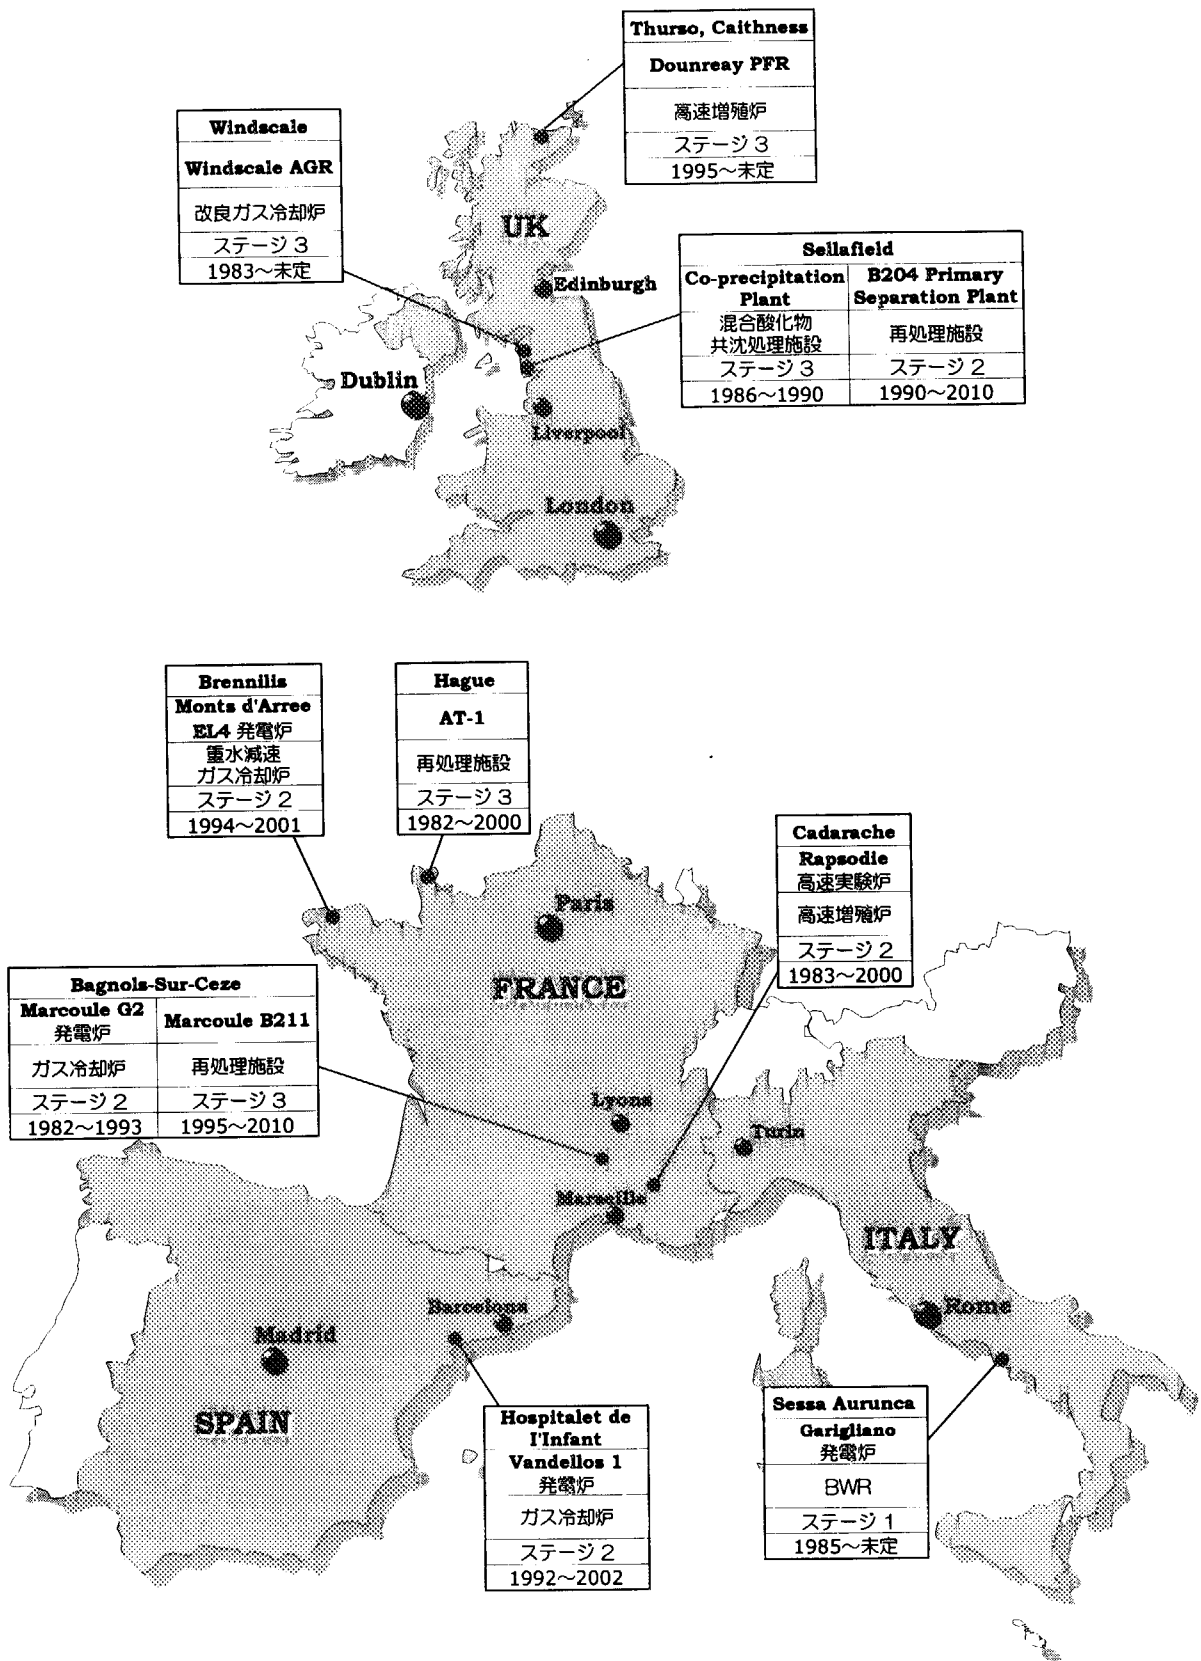 Thurso, Caithness
Dounreay PFR
高速増殖炉
ステージ3
1995～未定
Windscale
Windscale AGR
改良ガス冷却炉
ステージ3
1983～未定
UK
Sellafield
Co-precipitation
Plant
混合酸化物
共沈処理施設
ステージ3
1986～1990
B204 Primary
Separation Plant
再処理施設
ステージ2
1990～2010
Edinburgh
Dublin
Liverpool
London
Brennilis
Monts d'Arree
EL4 発電炉
重水減速
ガス冷却炉
ステージ2
1994～2001
Hague
AT-1
再処理施設
ステージ3
1982～2000
Cadarache
Rapsodie
高速実験炉
高速増殖炉
ステージ2
1983～2000
Paris
FRANCE
Bagnols-Sur-Ceze
Marcoule G2
発電炉
ガス冷却炉
ステージ2
1982～1993
Marcoule B211
再処理施設
ステージ3
1995～2010
Lyons
Turin
Marseille
ITALY
Barcelona
Rome
Madrid
SPAIN
Hospitalet de
I'Infant
Vandellos 1
発電炉
ガス冷却炉
ステージ2
1992～2002
Sessa Aurunca
Garigliano
発電炉
BWR
ステージ1
1985～未定